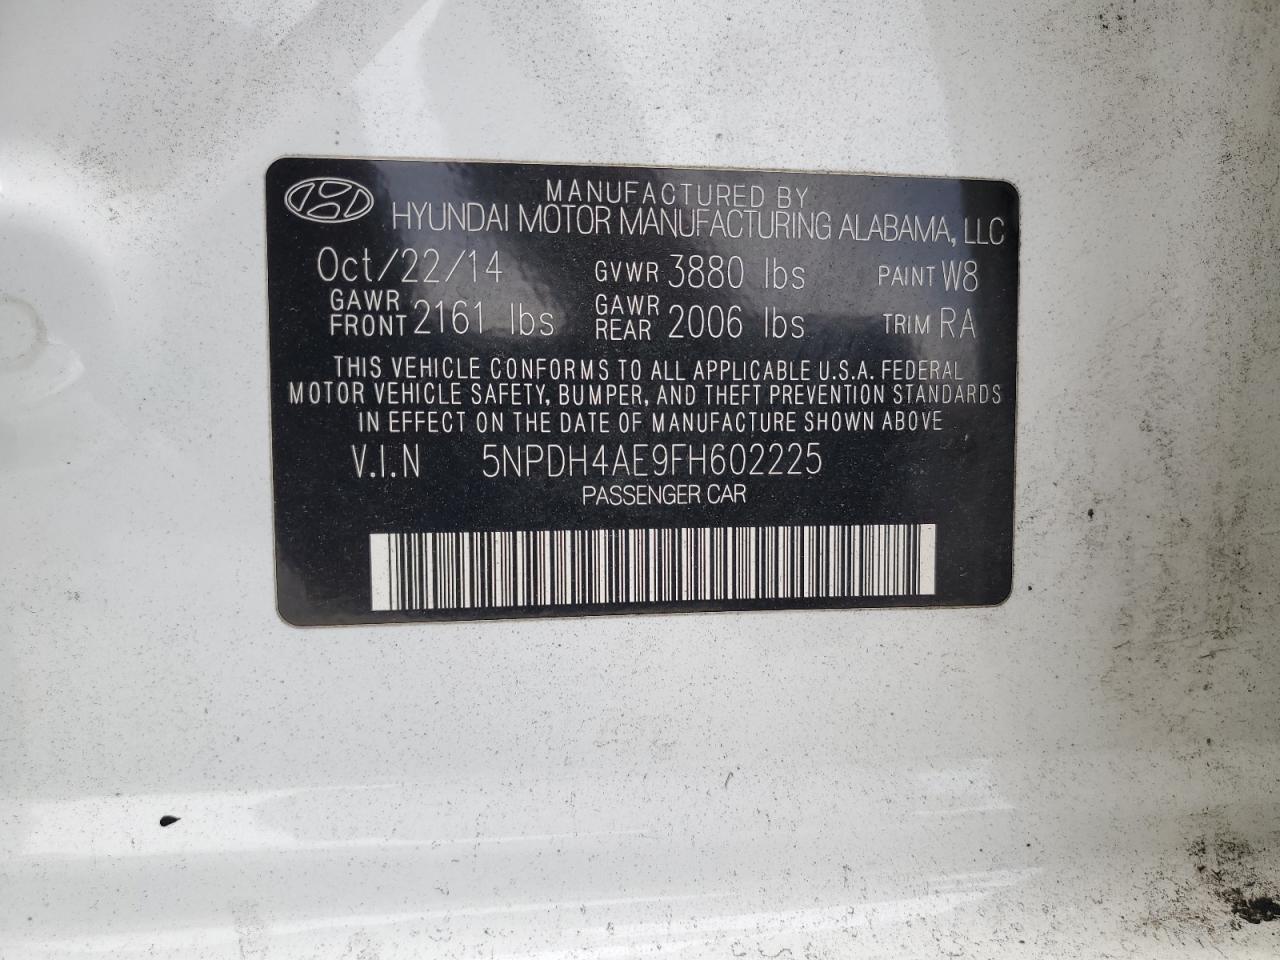 MANUFACTURED BY
HYUNDAI MOTOR MANUFACTURING ALABAMA, LLC
Oct/22/14 GVWR 3880 lbs PAINT W8
GAWR FRONT 2161 lbs GAWR REAR 2006 lbs TRIM RA
THIS VEHICLE CONFORMS TO ALL APPLICABLE U.S.A. FEDERAL
MOTOR VEHICLE SAFETY, BUMPER, AND THEFT PREVENTION STANDARDS
IN EFFECT ON THE DATE OF MANUFACTURE SHOWN ABOVE
V.I.N 5NPDH4AE9FH602225
PASSENGER CAR